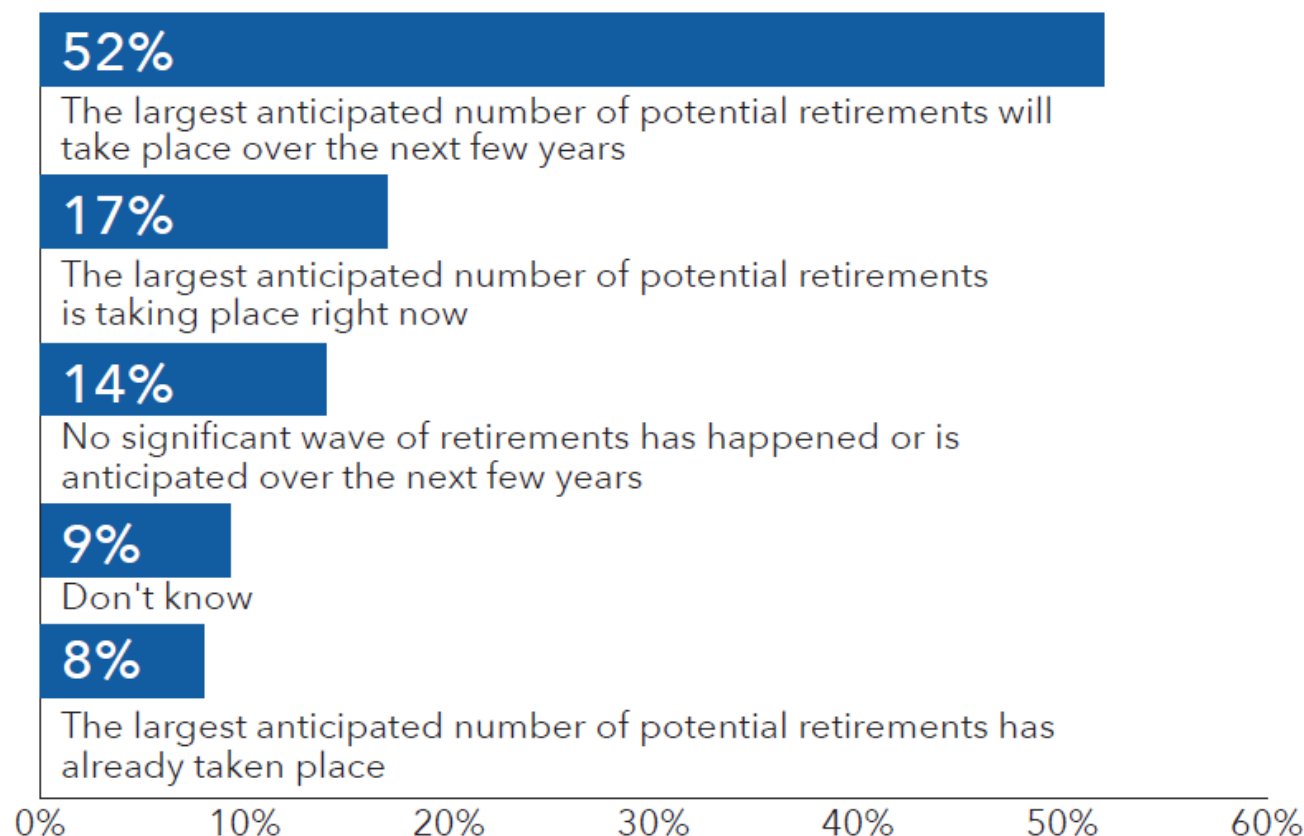 52%
The largest anticipated number of potential retirements will
take place over the next few years
17%
The largest anticipated number of potential retirements
is taking place right now
14%
No significant wave of retirements has happened or is
anticipated over the next few years
9%
Don't know
8%
The largest anticipated number of potential retirements has
already taken place
0% 10% 20% 30% 40% 50% 60%